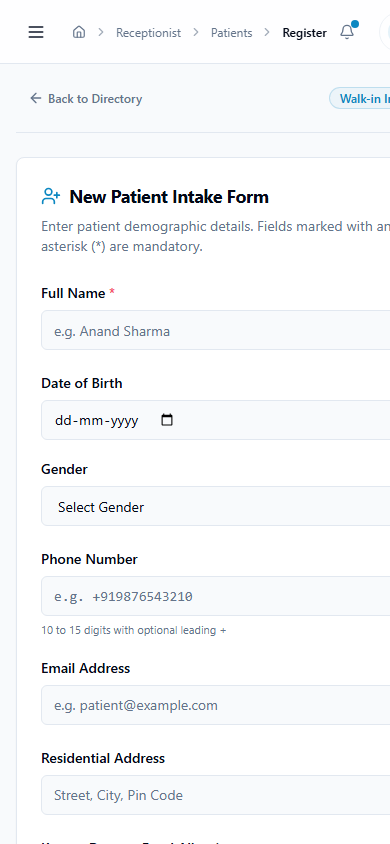 Receptionist > Patients > Register
Back to Directory
Walk-in
New Patient Intake Form
Enter patient demographic details. Fields marked with an
asterisk (*) are mandatory.
Full Name *
e.g. Anand Sharma
Date of Birth
dd-mm-yyyy
Gender
Select Gender
Phone Number
e.g. +919876543210
10 to 15 digits with optional leading +
Email Address
e.g. patient@example.com
Residential Address
Street, City, Pin Code